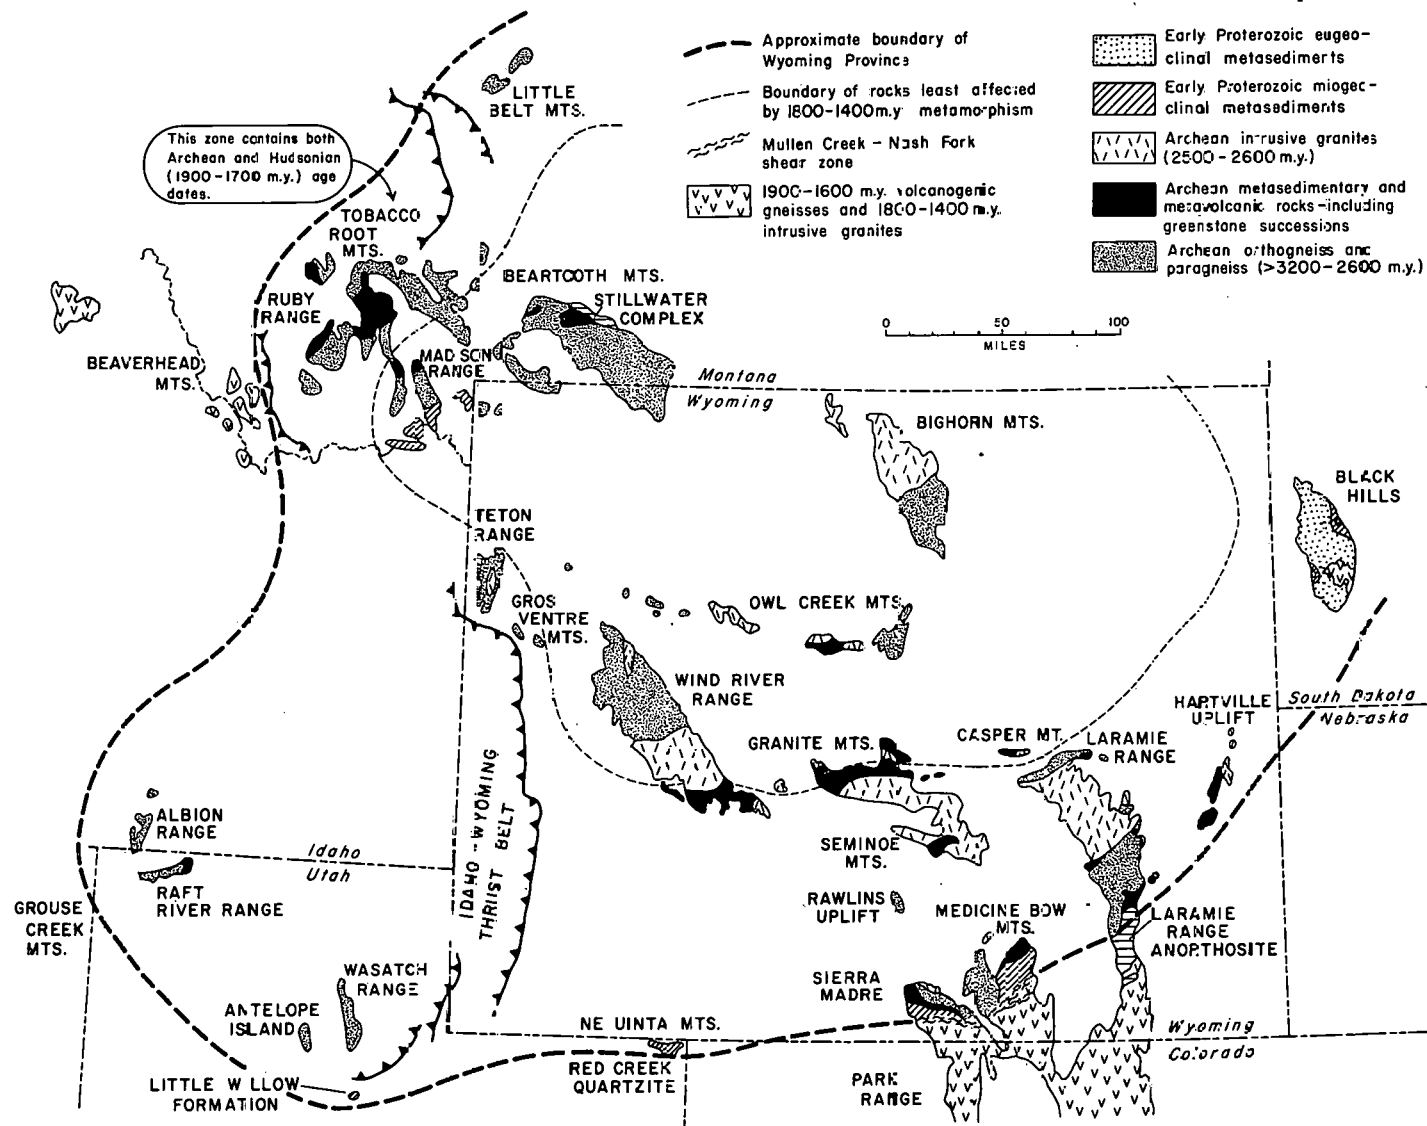 Approximate boundary of
Wyoming Province
Boundary of rocks least affected
by 1800-1400m.y. metamorphism
Mullen Creek - Nash Fork
shear zone
1900-1600 m.y. volcanogenic
gneisses and 1800-1400 m.y.
intrusive granites
Early Proterozoic eugeo-
clinal metasediments
Early Proterozoic miogeo-
clinal metasediments
Archean intrusive granites
(2500-2600 m.y.)
Archean metasedimentary and
metavolcanic rocks-including
greenstone successions
Archean orthogneiss and
paragneiss (>3200-2600 m.y.)
0 50 100
MILES
This zone contains both
Archean and Hudsonian
(1900-1700 m.y.) age
dates.
LITTLE
BELT MTS.
TOBACCO
ROOT
MTS.
RUBY
RANGE
BEAVERHEAD
MTS.
MADISON
RANGE
BEARTOOTH MTS.
STILLWATER
COMPLEX
Montana
Wyoming
BIGHORN MTS.
BLACK
HILLS
TETON
RANGE
GROS
VENTRE
MTS.
OWL CREEK MTS.
WIND RIVER
RANGE
GRANITE MTS.
CASPER MT.
LARAMIE
RANGE
HARTVILLE
UPLIFT
South Dakota
Nebraska
ALBION
RANGE
Idaho
Utah
RAFT
RIVER RANGE
GROUSE
CREEK
MTS.
IDAHO-WYOMING
THRUST BELT
SEMINOE
MTS.
RAWLINS
UPLIFT
MEDICINE BOW
MTS.
LARAMIE
RANGE
ANORTHOSITE
SIERRA
MADRE
WASATCH
RANGE
ANTELOPE
ISLAND
NE UINTA MTS.
RED CREEK
QUARTZITE
LITTLE WILLOW
FORMATION
PARK
RANGE
Wyoming
Colorado